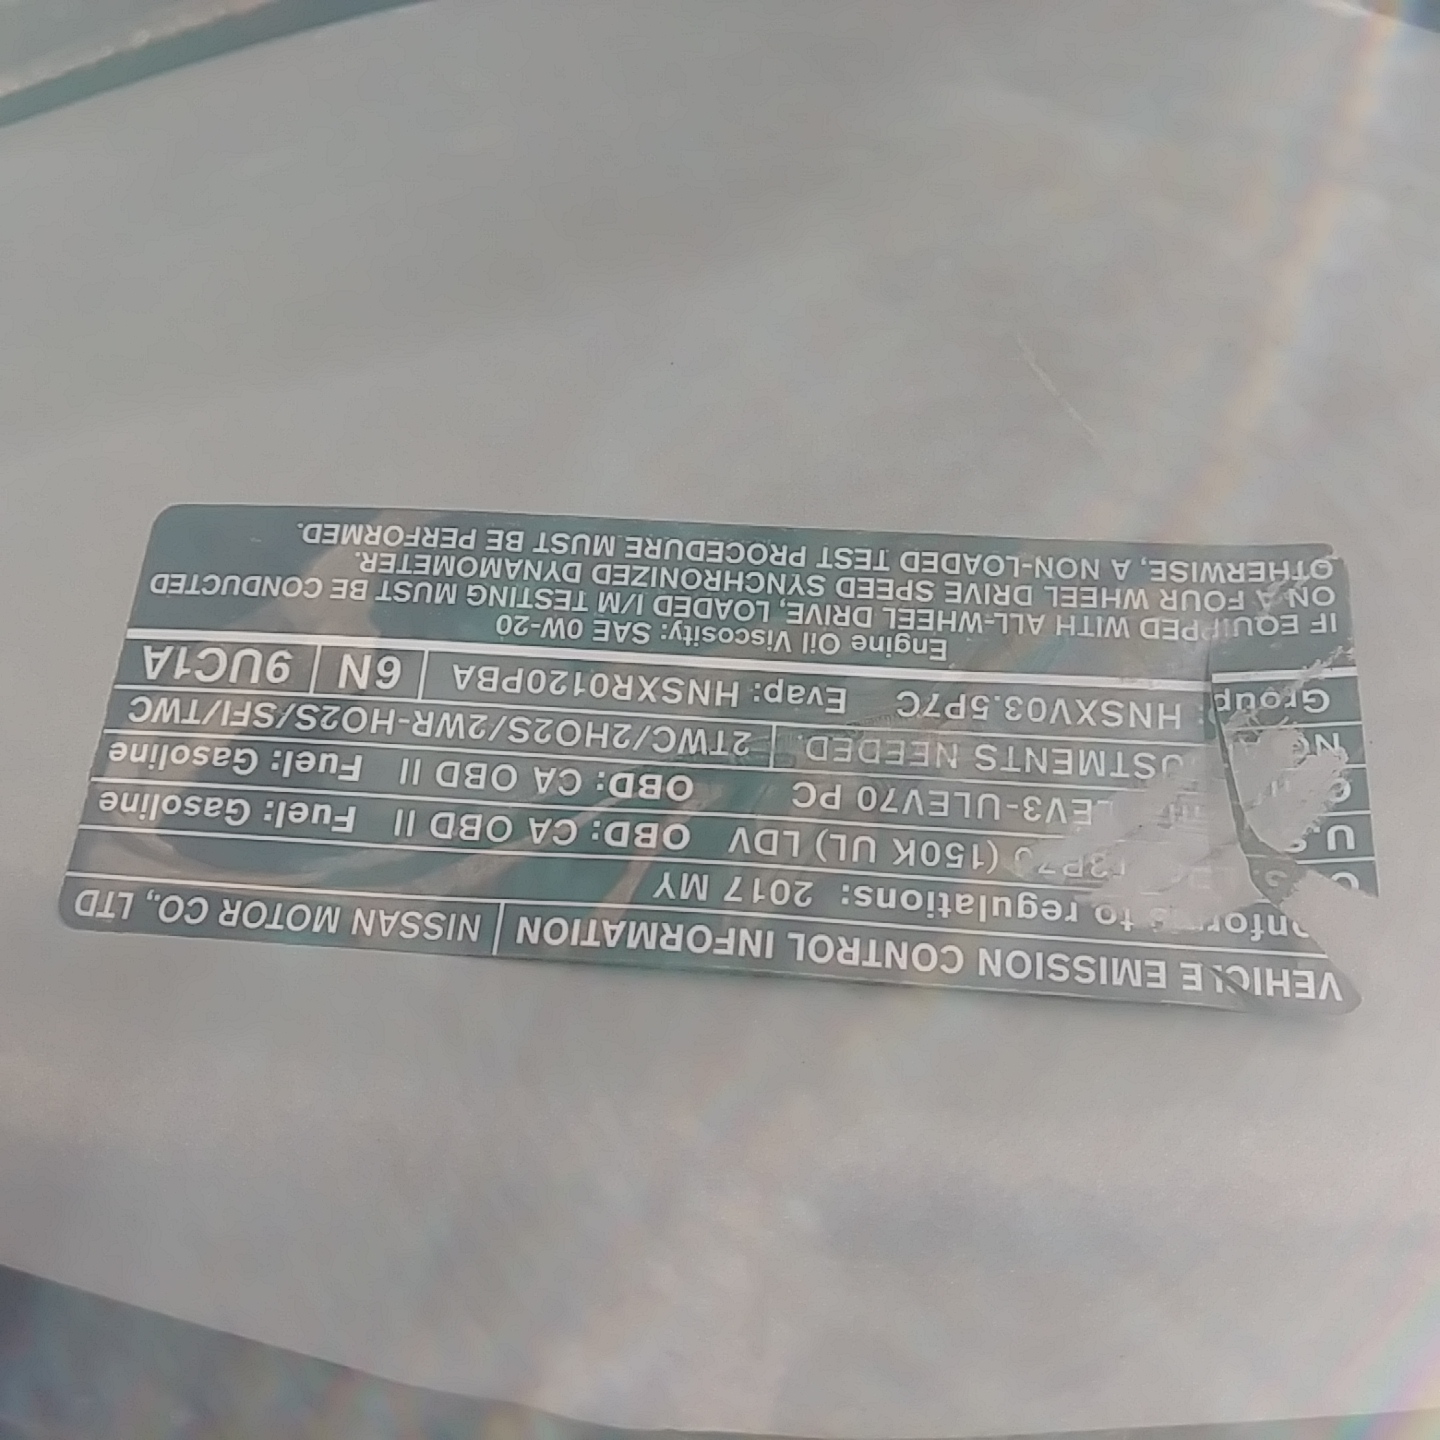 VEHICLE EMISSION CONTROL INFORMATION NISSAN MOTOR CO., LTD
to regulations: 2017 MY
(150K UL) LDV OBD: CA OBD II Fuel: Gasoline
LEV3-ULEV70 PC OBD: CA OBD II Fuel: Gasoline
USTMENTS NEEDED. 2TWC/2HO2S/2WR-HO2S/SFI/TWC
Group: HNSXV03.5P7C Evap: HNSXR0120PBA 6N 9UC1A
Engine Oil Viscosity: SAE 0W-20
IF EQUIPPED WITH ALL-WHEEL DRIVE, LOADED I/M TESTING MUST BE CONDUCTED
ON A FOUR WHEEL DRIVE SPEED SYNCHRONIZED DYNAMOMETER.
OTHERWISE, A NON-LOADED TEST PROCEDURE MUST BE PERFORMED.